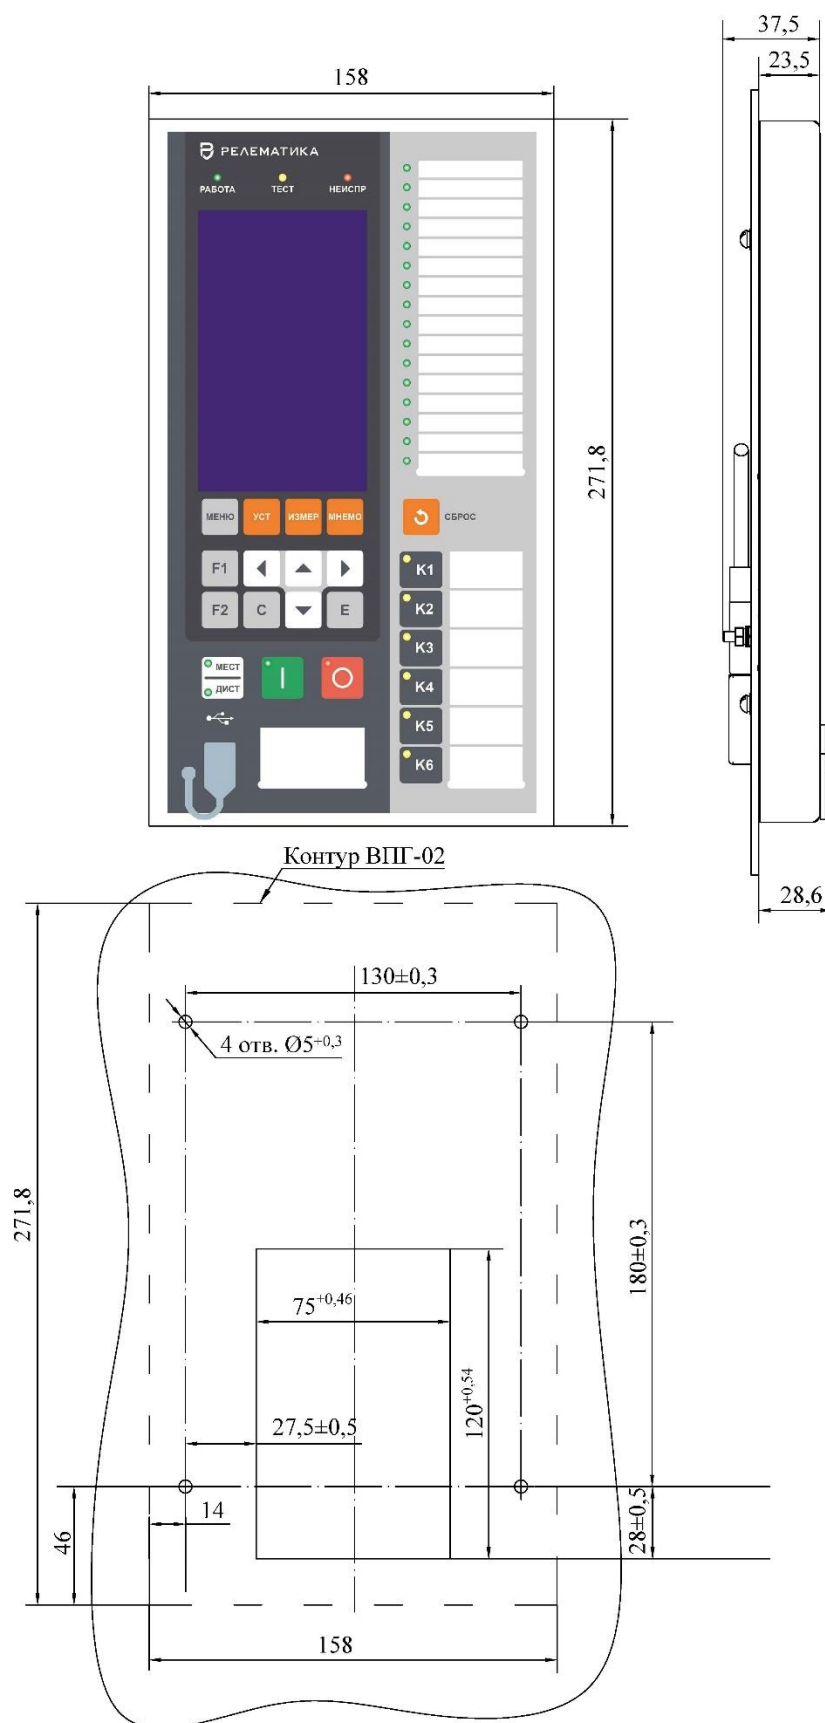 37,5
23,5
158
РЕЛЕМАТИКА
РАБОТА ТЕСТ НЕИСПР
271,8
МЕНЮ УСТ ИЗМЕР МНЕМО
СБРОС
F1
K1
F2 C E
K2
K3
МЕСТ
ДИСТ
K4
K5
K6
28,6
Контур ВПГ-02
130±0,3
4 отв. Ø5+0,3
271,8
180±0,3
75+0,46
120+0,54
27,5±0,5
14
46
28±0,5
158